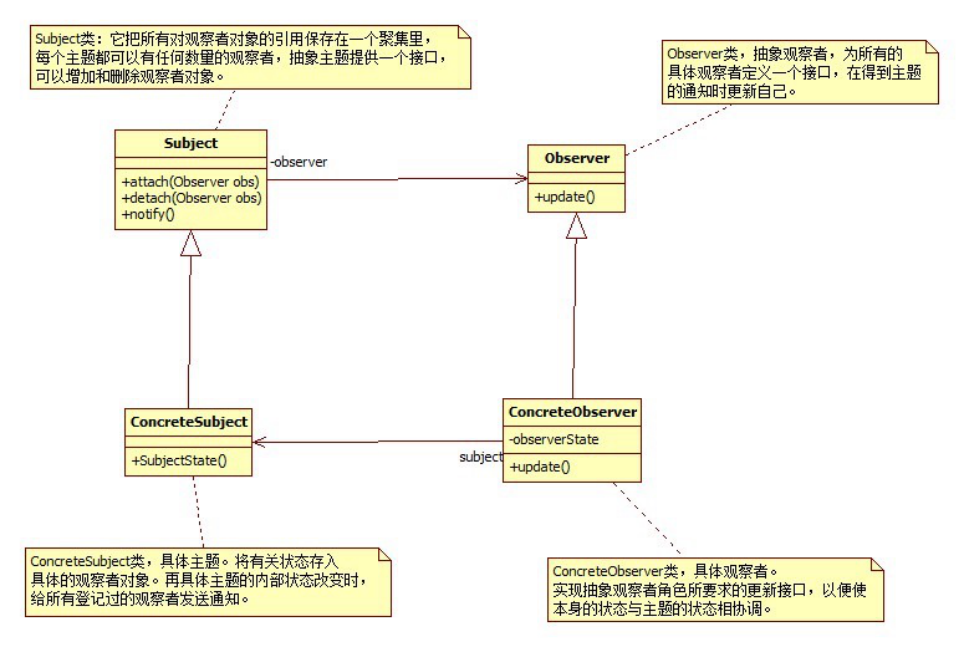 Subject类：它把所有对观察者对象的引用保存在一个聚集里，
每个主题都可以有任何数量的观察者，抽象主题提供一个接口，
可以增加和删除观察者对象。
Observer类，抽象观察者，为所有的
具体观察者定义一个接口，在得到主题
的通知时更新自己。
Subject
+attach(Observer obs)
+detach(Observer obs)
+notify()
-observer
Observer
+update()
ConcreteSubject
+SubjectState()
subject
ConcreteObserver
-observerState
+update()
ConcreteSubject类，具体主题。将有关状态存入
具体的观察者对象。再具体主题的内部状态改变时，
给所有登记过的观察者发送通知。
ConcreteObserver类，具体观察者。
实现抽象观察者角色所要求的更新接口，以便使
本身的状态与主题的状态相协调。